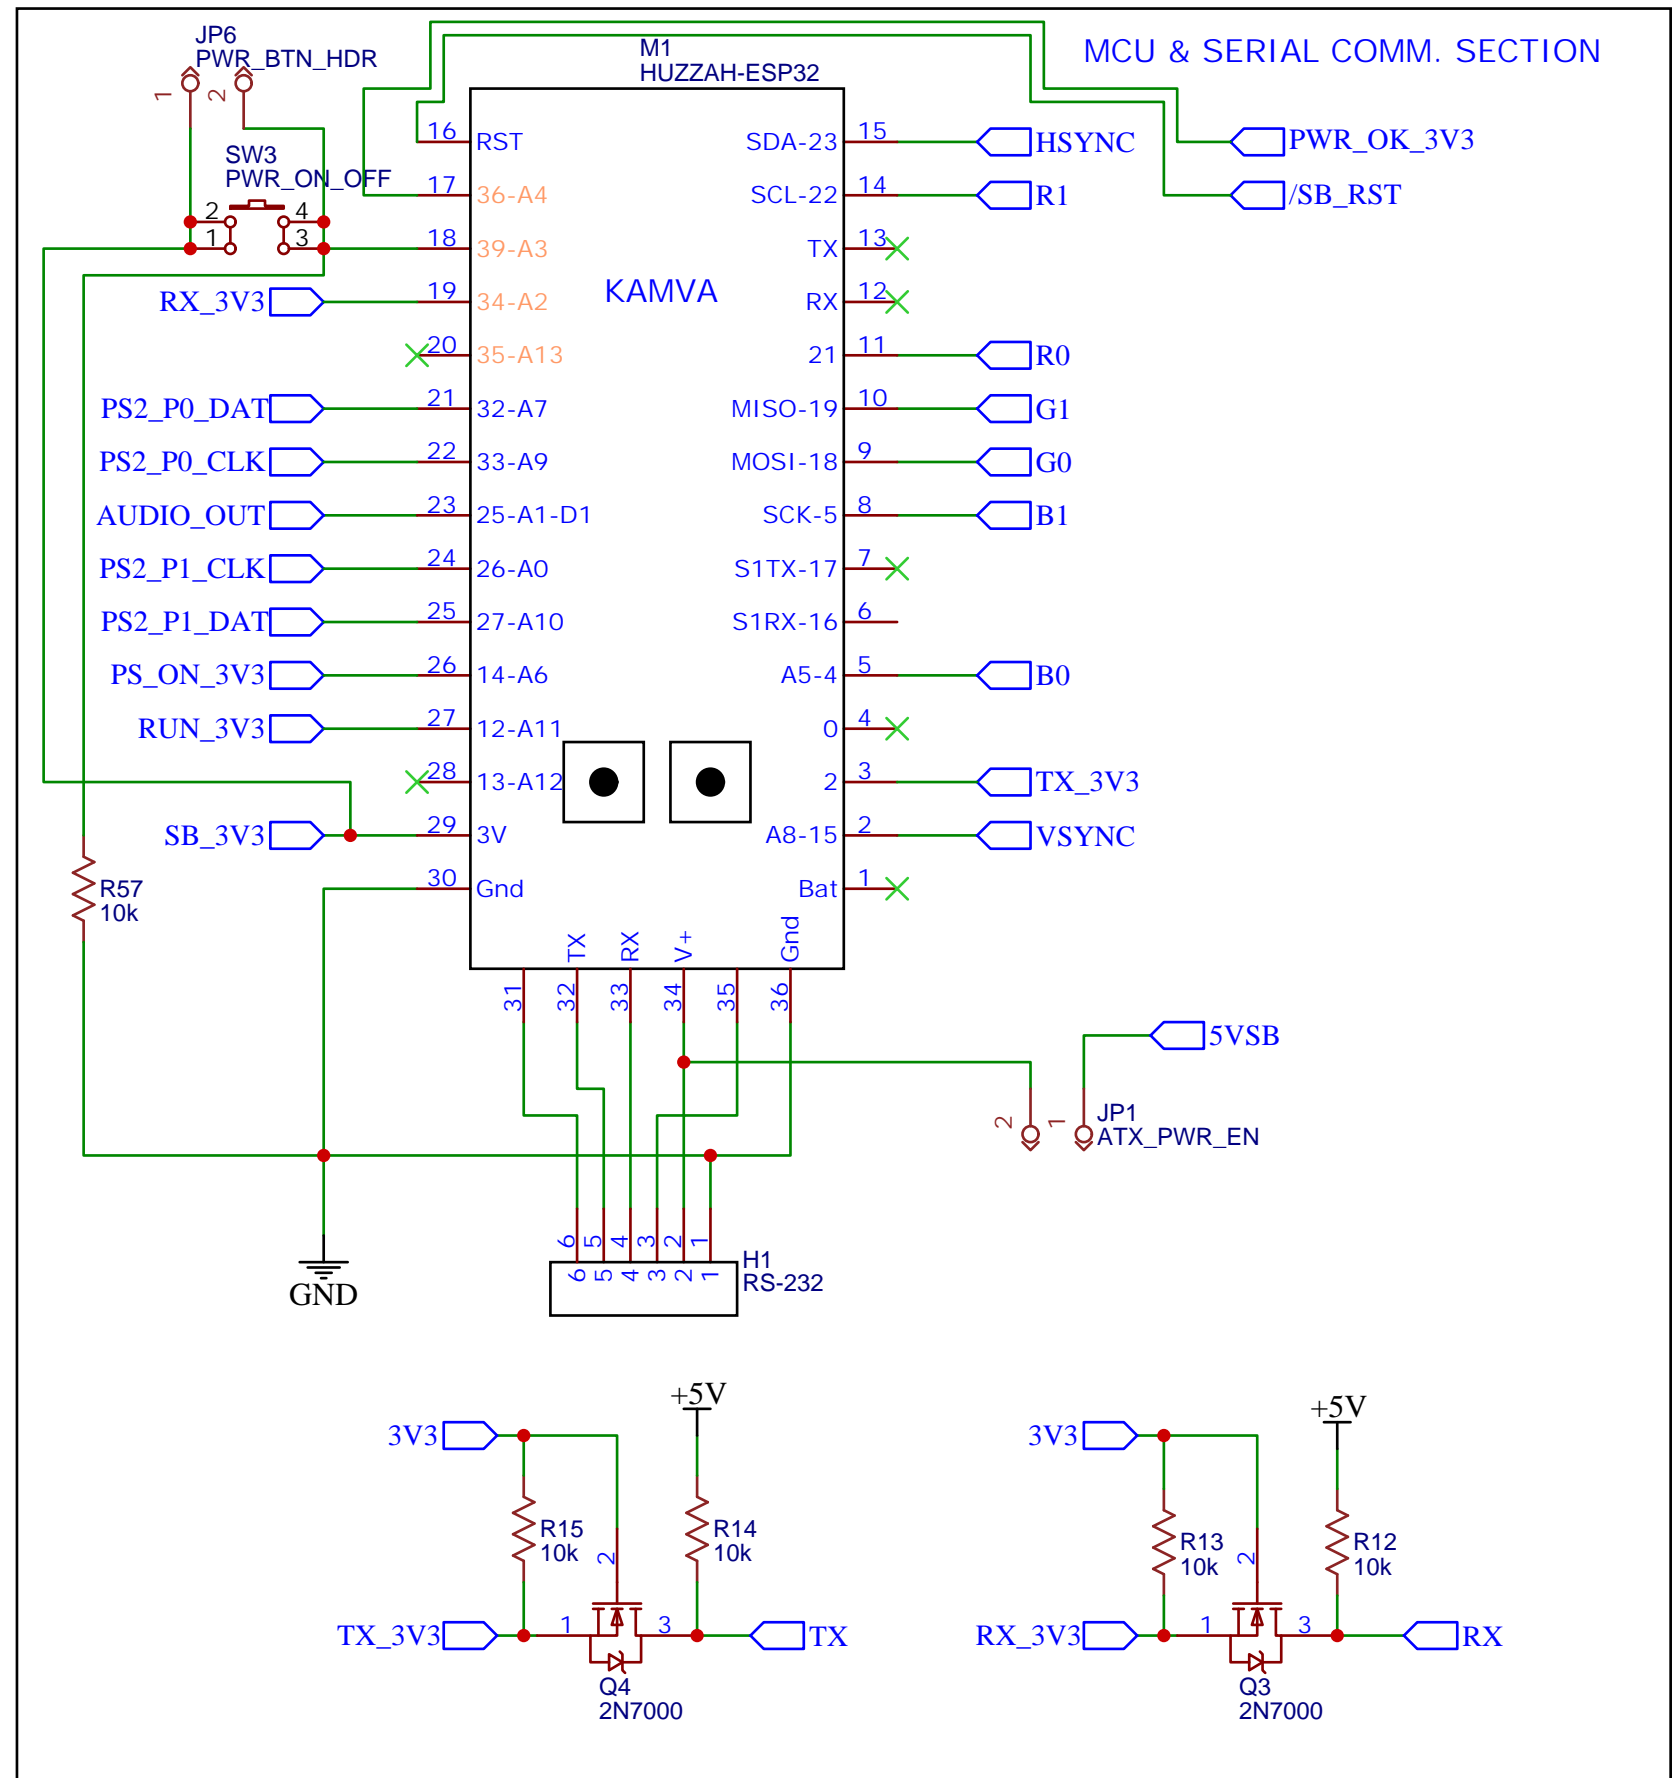 MCU & SERIAL COMM. SECTION
JP6
PWR_BTN_HDR
1
2
SW3
PWR_ON_OFF
2
4
1
3
M1
HUZZAH-ESP32
KAMVA
16 RST
17 36-A4
18 39-A3
RX_3V3 19 34-A2
20 35-A13
PS2_P0_DAT 21 32-A7
PS2_P0_CLK 22 33-A9
AUDIO_OUT 23 25-A1-D1
PS2_P1_CLK 24 26-A0
PS2_P1_DAT 25 27-A10
PS_ON_3V3 26 14-A6
RUN_3V3 27 12-A11
28 13-A12
SB_3V3 29 3V
30 Gnd
SDA-23 15 HSYNC
PWR_OK_3V3
SCL-22 14 R1
/SB_RST
TX 13
RX 12
21 11 R0
MISO-19 10 G1
MOSI-18 9 G0
SCK-5 8 B1
S1TX-17 7
S1RX-16 6
A5-4 5 B0
0 4
2 3 TX_3V3
A8-15 2 VSYNC
Bat 1
TX RX V+ Gnd
31 32 33 34 35 36
R57
10k
5VSB
2 1
JP1
ATX_PWR_EN
GND
6 5 4 3 2 1
6 5 4 3 2 1
H1
RS-232
+5V
3V3
R15
10k
2
R14
10k
TX_3V3 1 3 TX
Q4
2N7000
+5V
3V3
R13
10k
2
R12
10k
RX_3V3 1 3 RX
Q3
2N7000